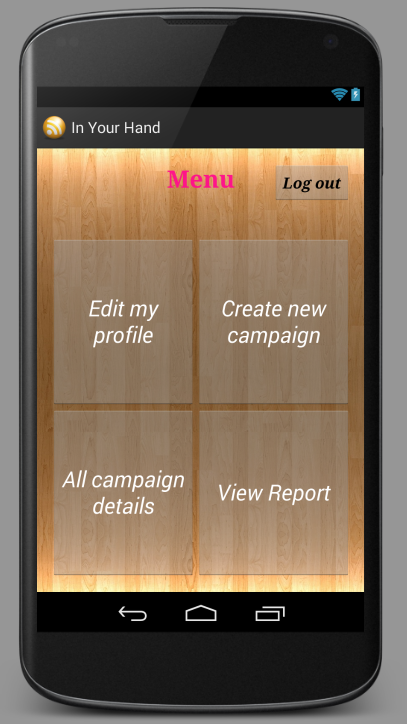 In Your Hand
Menu
Log out
Edit my
profile
Create new
campaign
All campaign
details
View Report